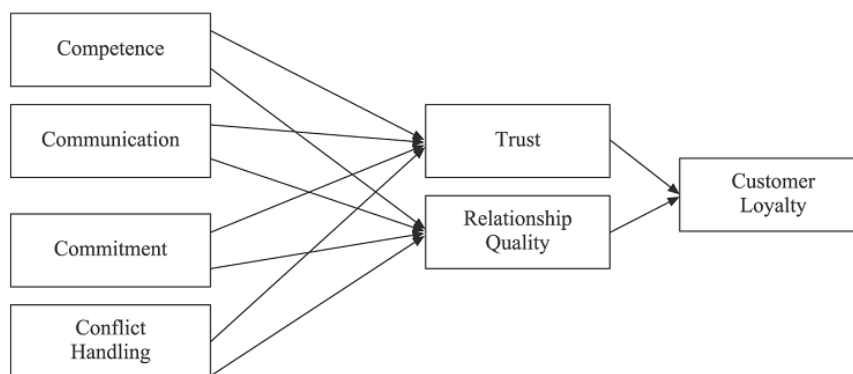 Competence
Communication
Commitment
Conflict
Handling
Trust
Relationship
Quality
Customer
Loyalty